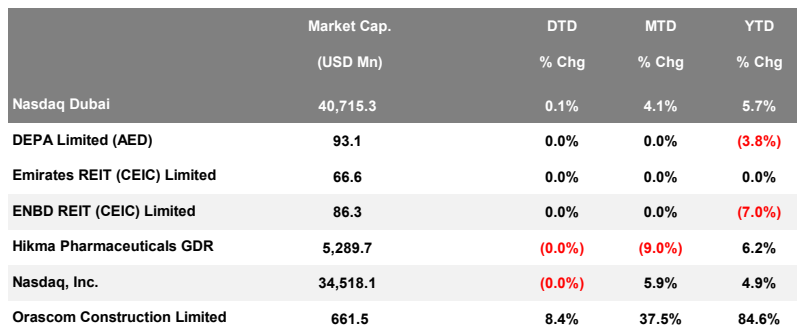 Market Cap. DTD MTD YTD
(USD Mn) % Chg % Chg % Chg
Nasdaq Dubai 40,715.3 0.1% 4.1% 5.7%
DEPA Limited (AED) 93.1 0.0% 0.0% (3.8%)
Emirates REIT (CEIC) Limited 66.6 0.0% 0.0% 0.0%
ENBD REIT (CEIC) Limited 86.3 0.0% 0.0% (7.0%)
Hikma Pharmaceuticals GDR 5,289.7 (0.0%) (9.0%) 6.2%
Nasdaq, Inc. 34,518.1 (0.0%) 5.9% 4.9%
Orascom Construction Limited 661.5 8.4% 37.5% 84.6%